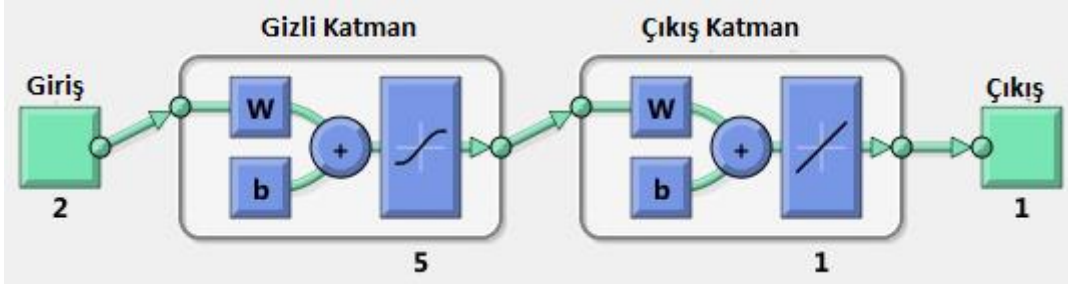 Gizli Katman
Çıkış Katman
Giriş
Çıkış
W
b
+
W
b
+
2
5
1
1